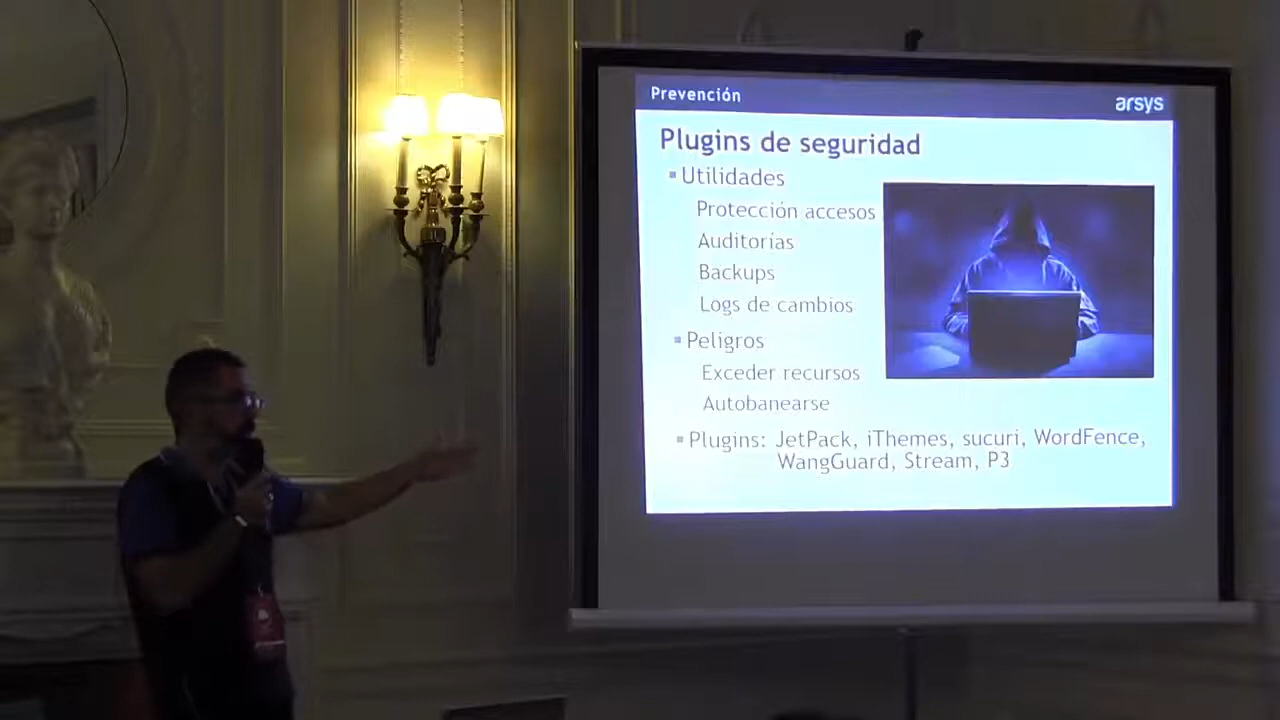 Prevención
arsys
Plugins de seguridad
Utilidades
Protección accesos
Auditorías
Backups
Logs de cambios
Peligros
Exceder recursos
Autobanearse
Plugins: JetPack, iThemes, sucuri, WordFence,
WangGuard, Stream, P3